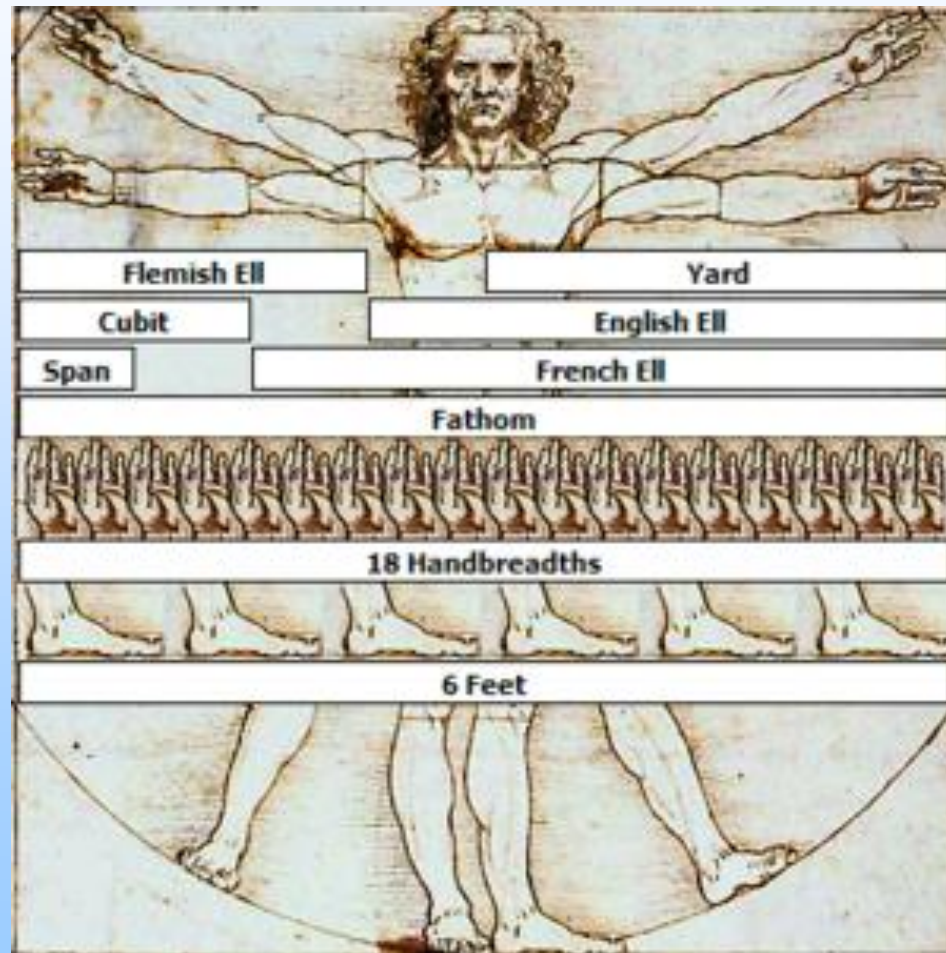 Flemish Ell Yard
Cubit English Ell
Span French Ell
Fathom
18 Handbreadths
6 Feet